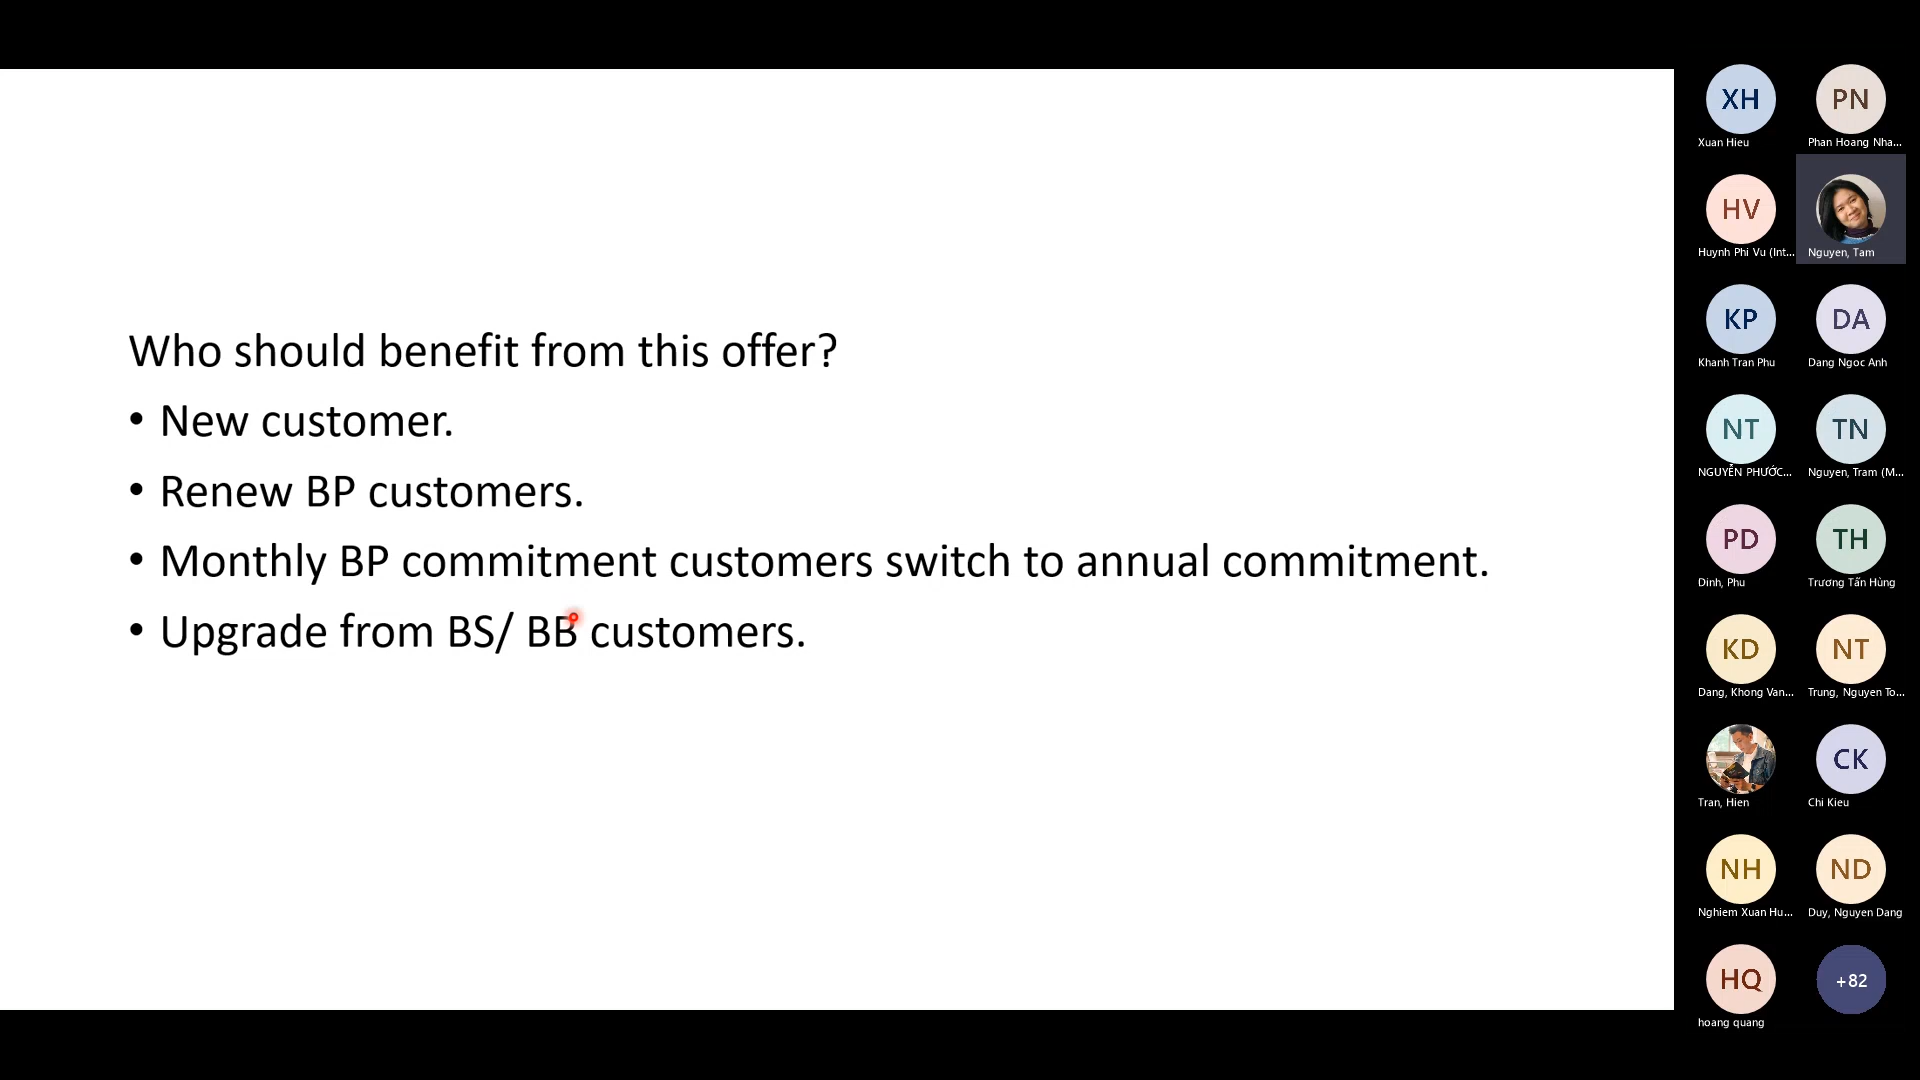 Who should benefit from this offer?
• New customer.
• Renew BP customers.
• Monthly BP commitment customers switch to annual commitment.
• Upgrade from BS/ BB customers.
XH
Xuan Hieu
PN
Phan Hoang Nha...
HV
Huynh Phi Vu (Int...
Nguyen, Tam
KP
Khanh Tran Phu
DA
Dang Ngoc Anh
NT
NGUYỄN PHƯỚC...
TN
Nguyen, Tram (M...
PD
Dinh, Phu
TH
Trương Tấn Hùng
KD
Dang, Khong Van...
NT
Trung, Nguyen To...
Tran, Hien
CK
Chi Kieu
NH
Nghiem Xuan Hu...
ND
Duy, Nguyen Dang
HQ
hoang quang
+82